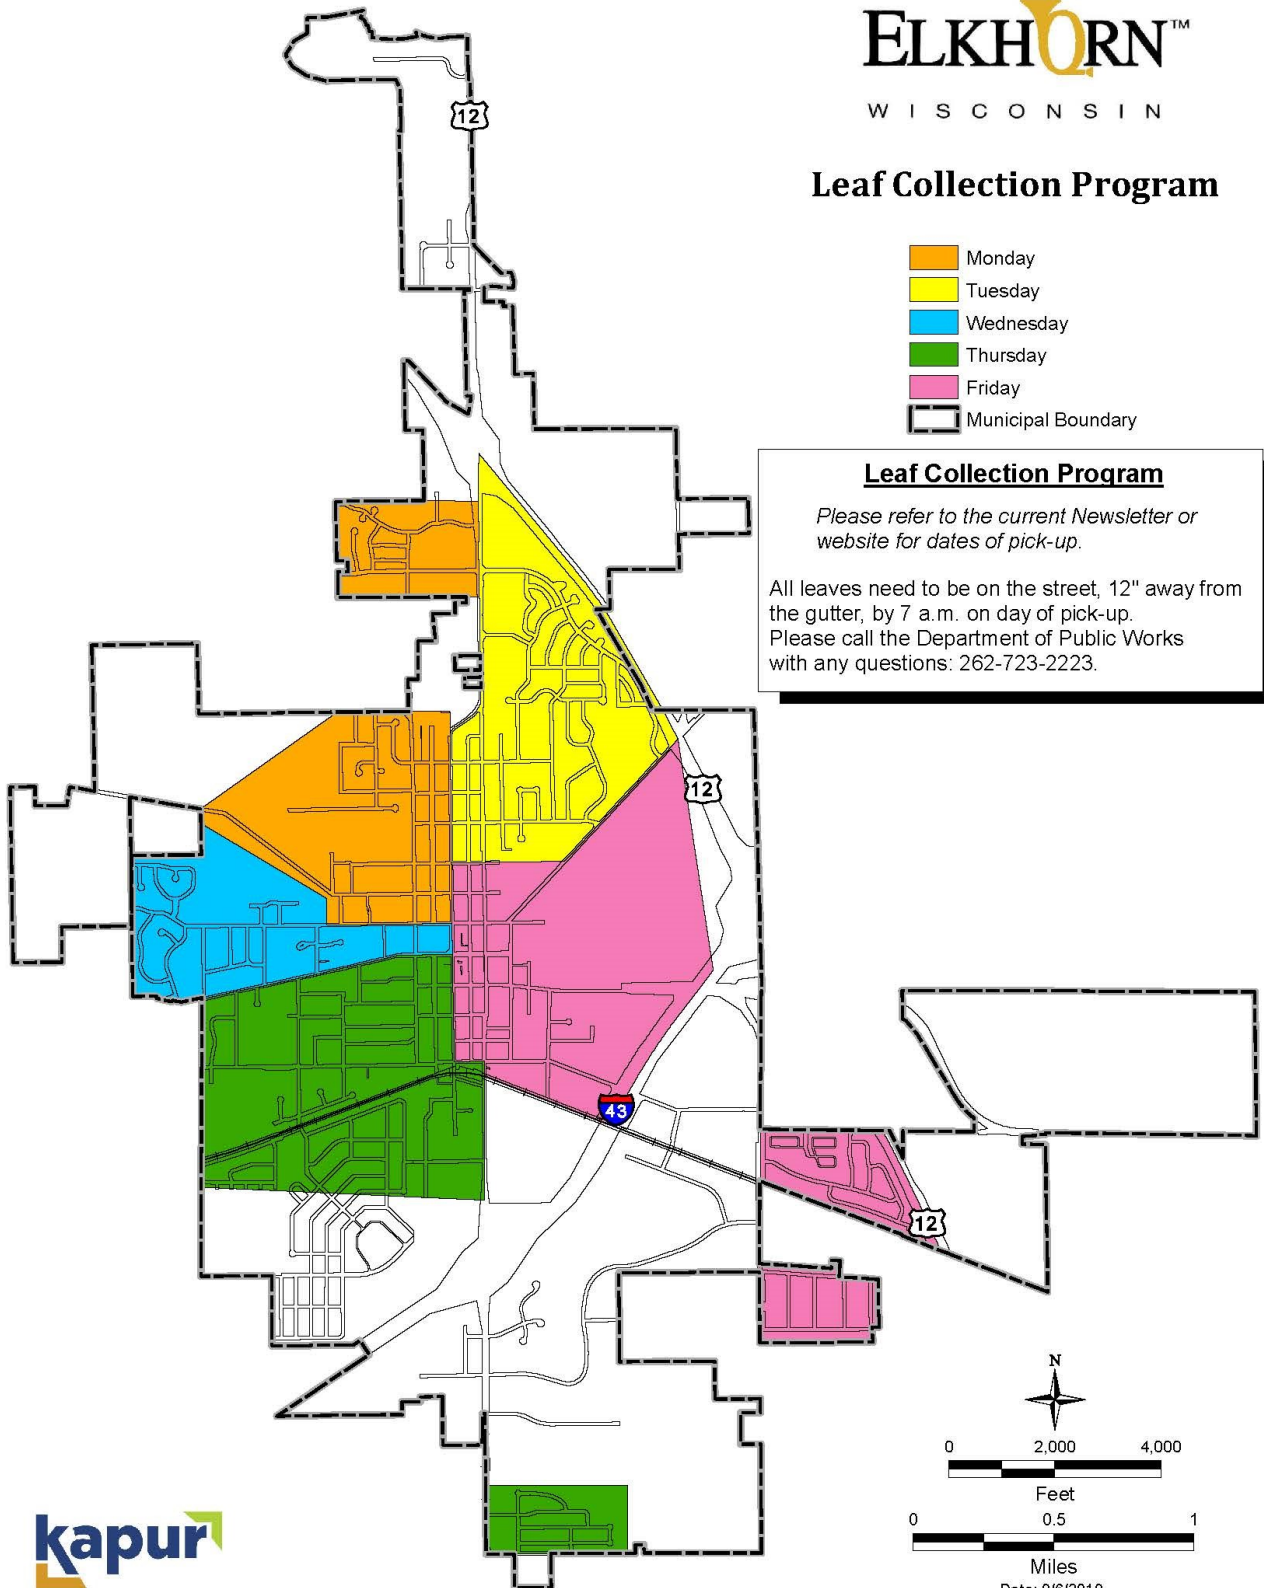 ELKHORN™
WISCONSIN
Leaf Collection Program
Monday
Tuesday
Wednesday
Thursday
Friday
Municipal Boundary
Leaf Collection Program
Please refer to the current Newsletter or
website for dates of pick-up.
All leaves need to be on the street, 12" away from
the gutter, by 7 a.m. on day of pick-up.
Please call the Department of Public Works
with any questions: 262-723-2223.
12
12
43
12
N
0 2,000 4,000
Feet
0 0.5 1
Miles
kapur